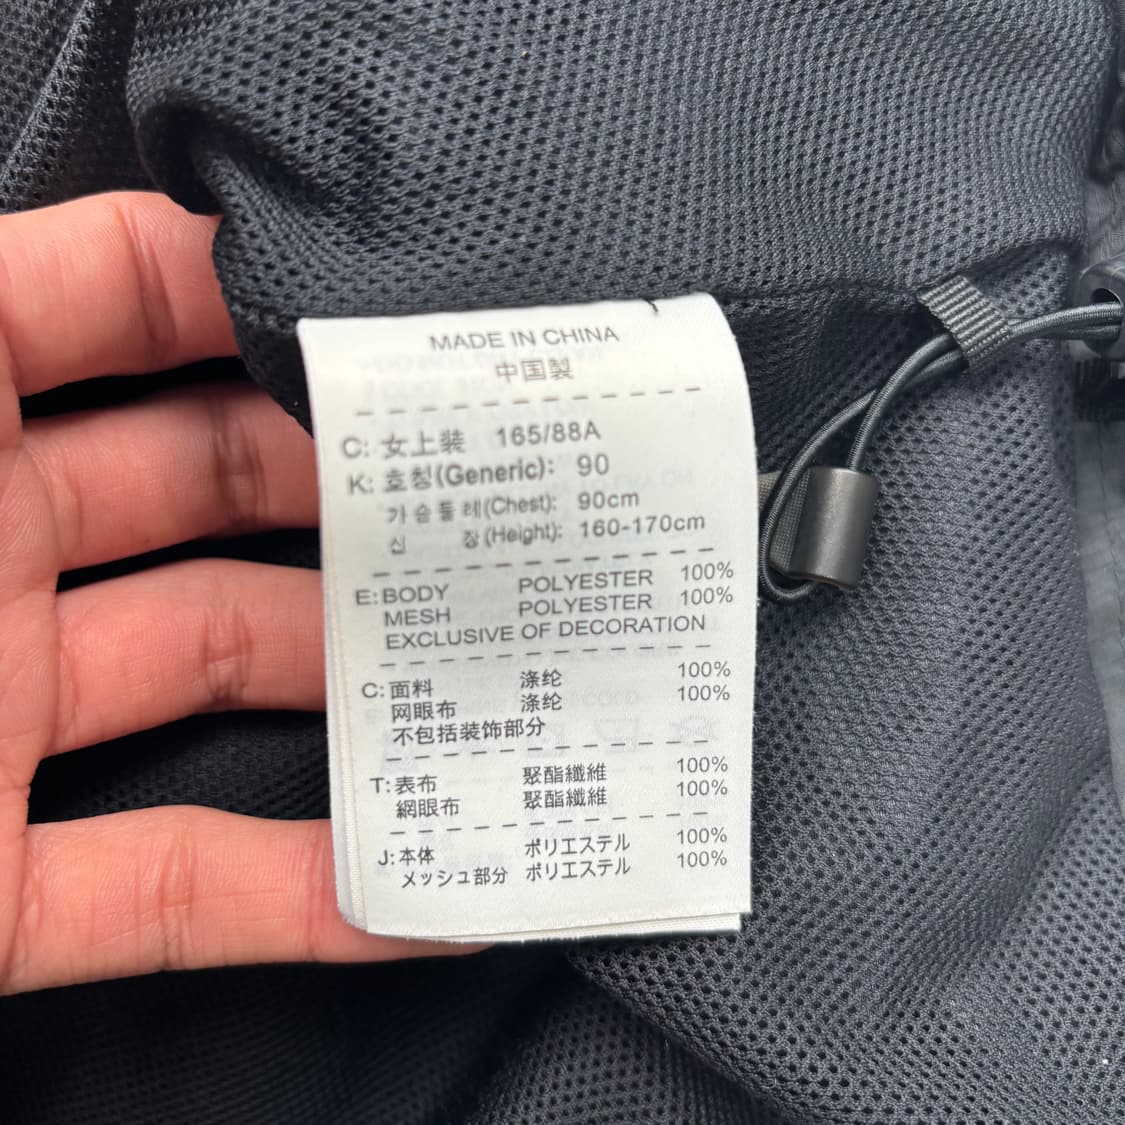 MADE IN CHINA
中国製
C: 女上装 165/88A
K: 호칭(Generic): 90
가슴둘레(Chest): 90cm
신 장(Height): 160-170cm
E: BODY POLYESTER 100%
MESH POLYESTER 100%
EXCLUSIVE OF DECORATION
C: 面料 涤纶 100%
网眼布 涤纶 100%
不包括装饰部分
T: 表布 聚酯纖維 100%
網眼布 聚酯纖維 100%
J: 本体 ポリエステル 100%
メッシュ部分 ポリエステル 100%